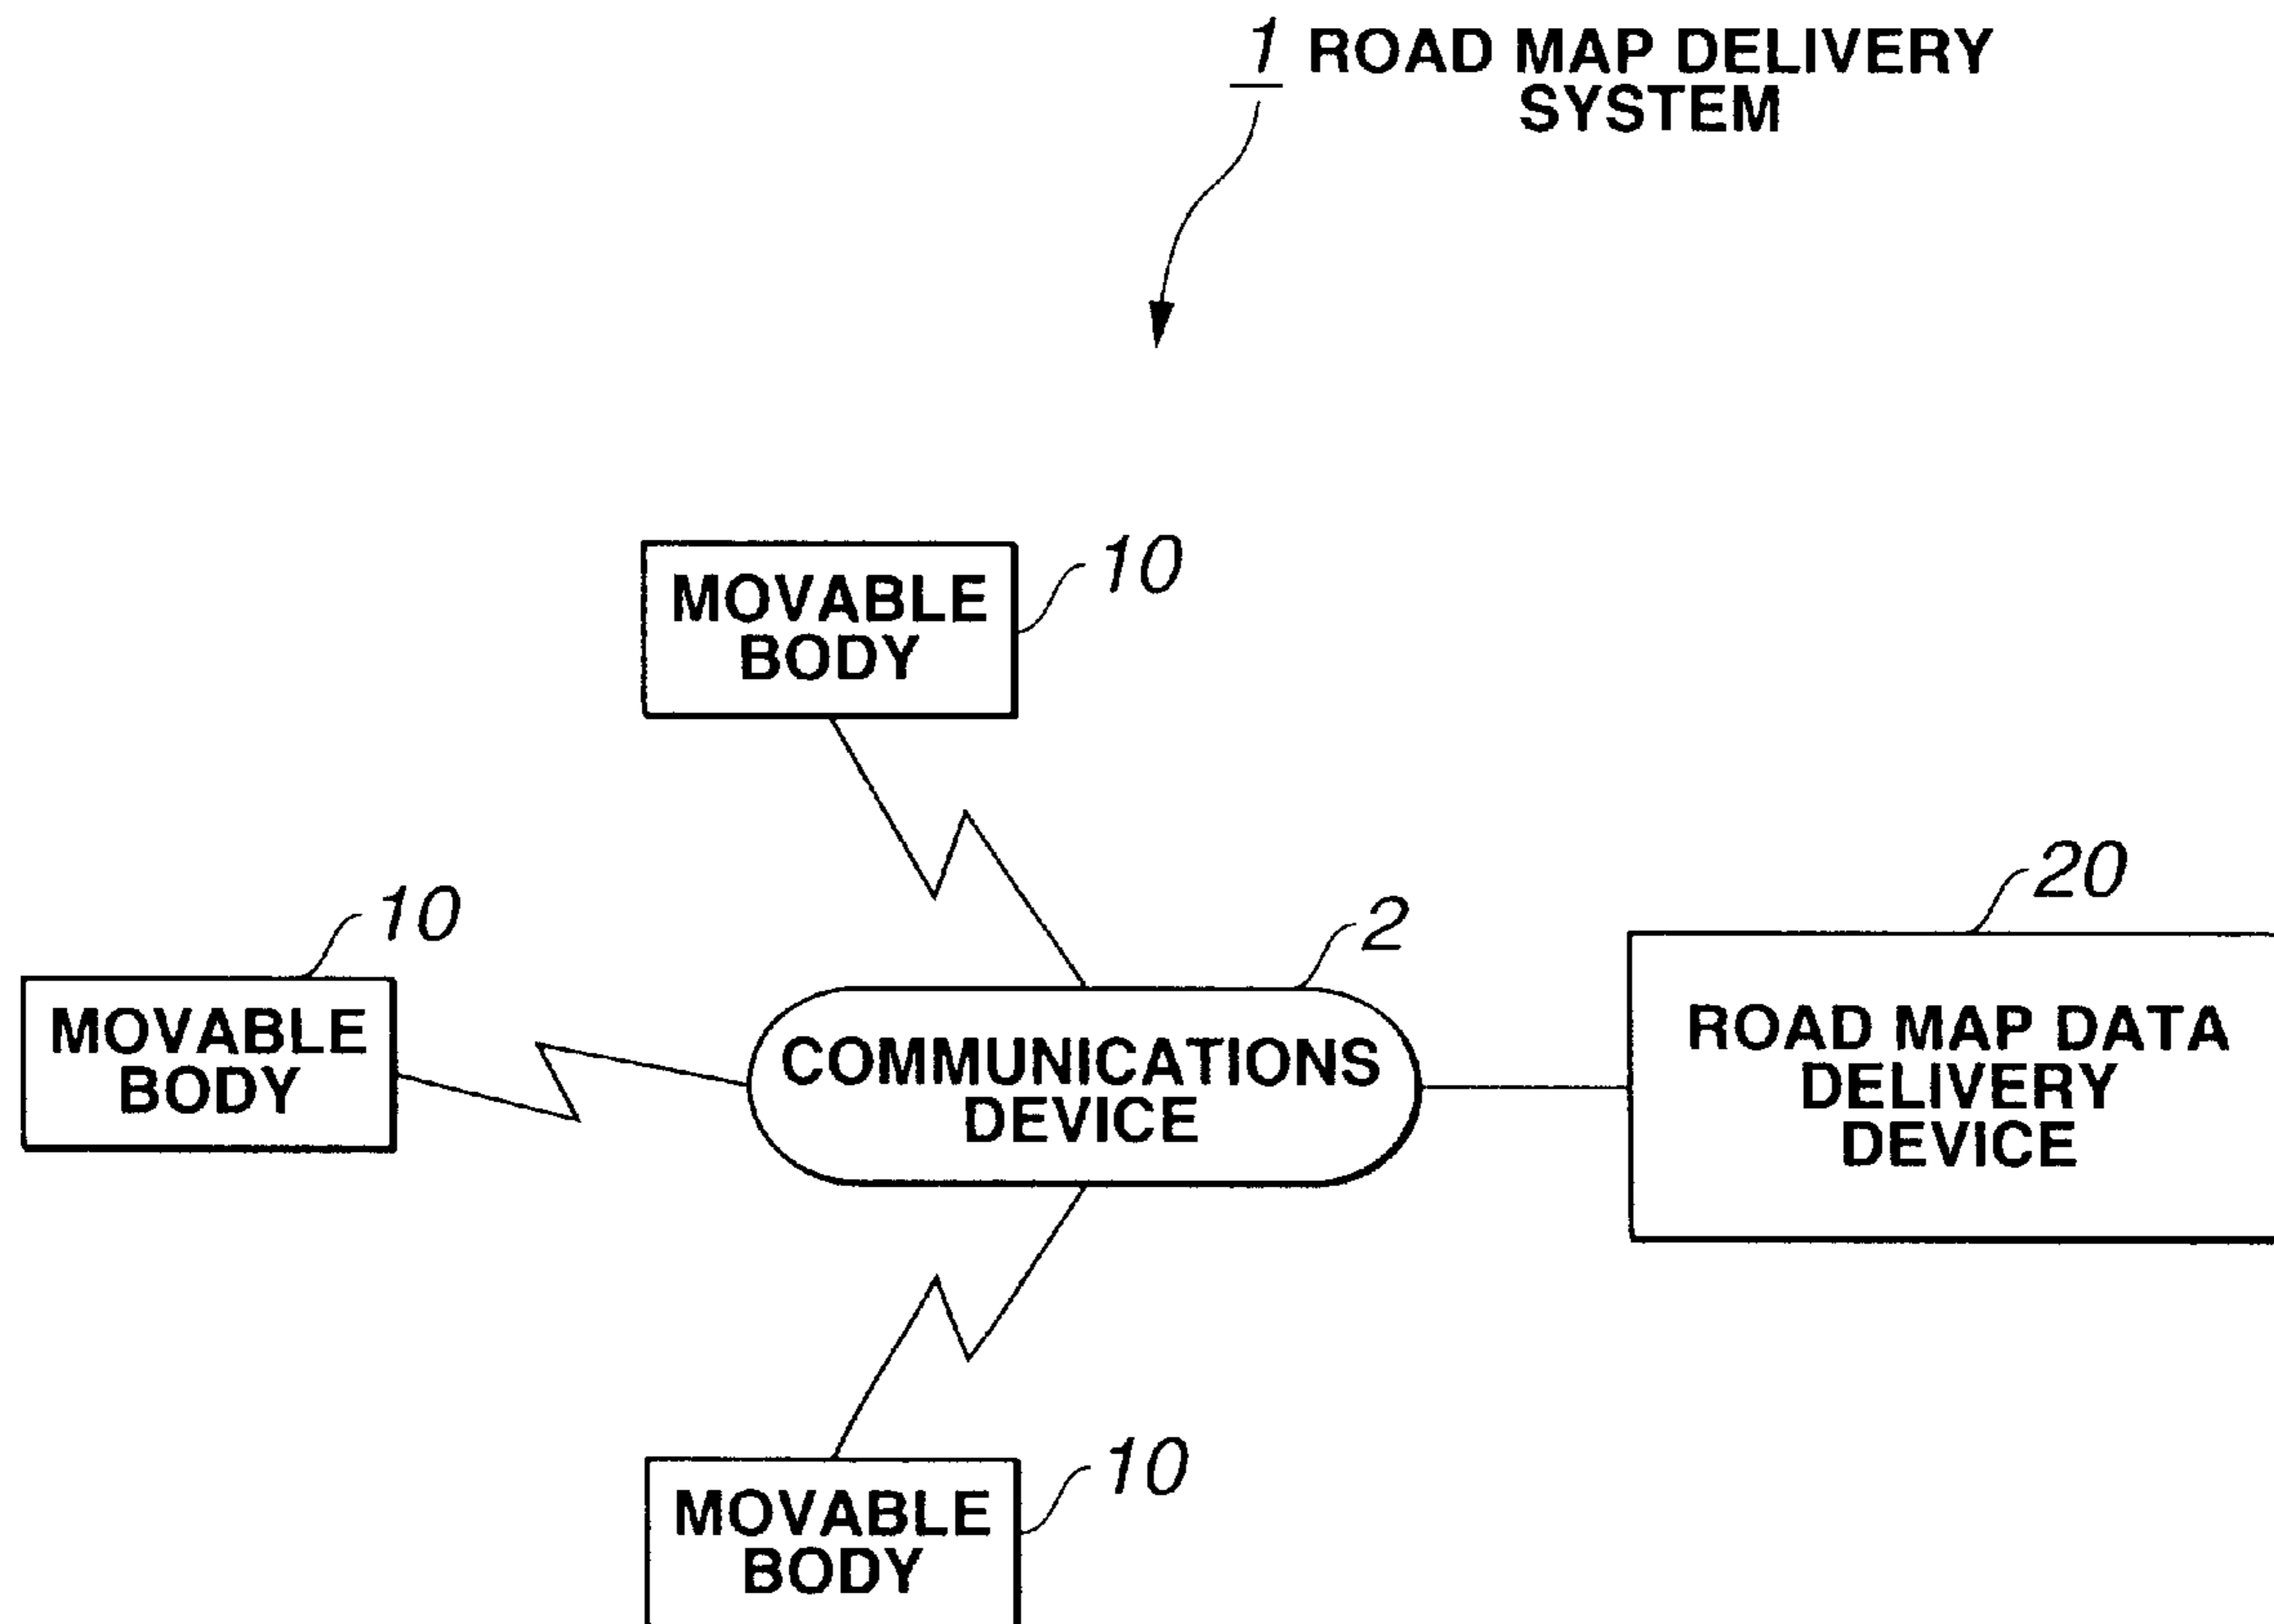 1 ROAD MAP DELIVERY
SYSTEM
10
MOVABLE
BODY
10
MOVABLE
BODY
2
COMMUNICATIONS
DEVICE
20
ROAD MAP DATA
DELIVERY
DEVICE
10
MOVABLE
BODY